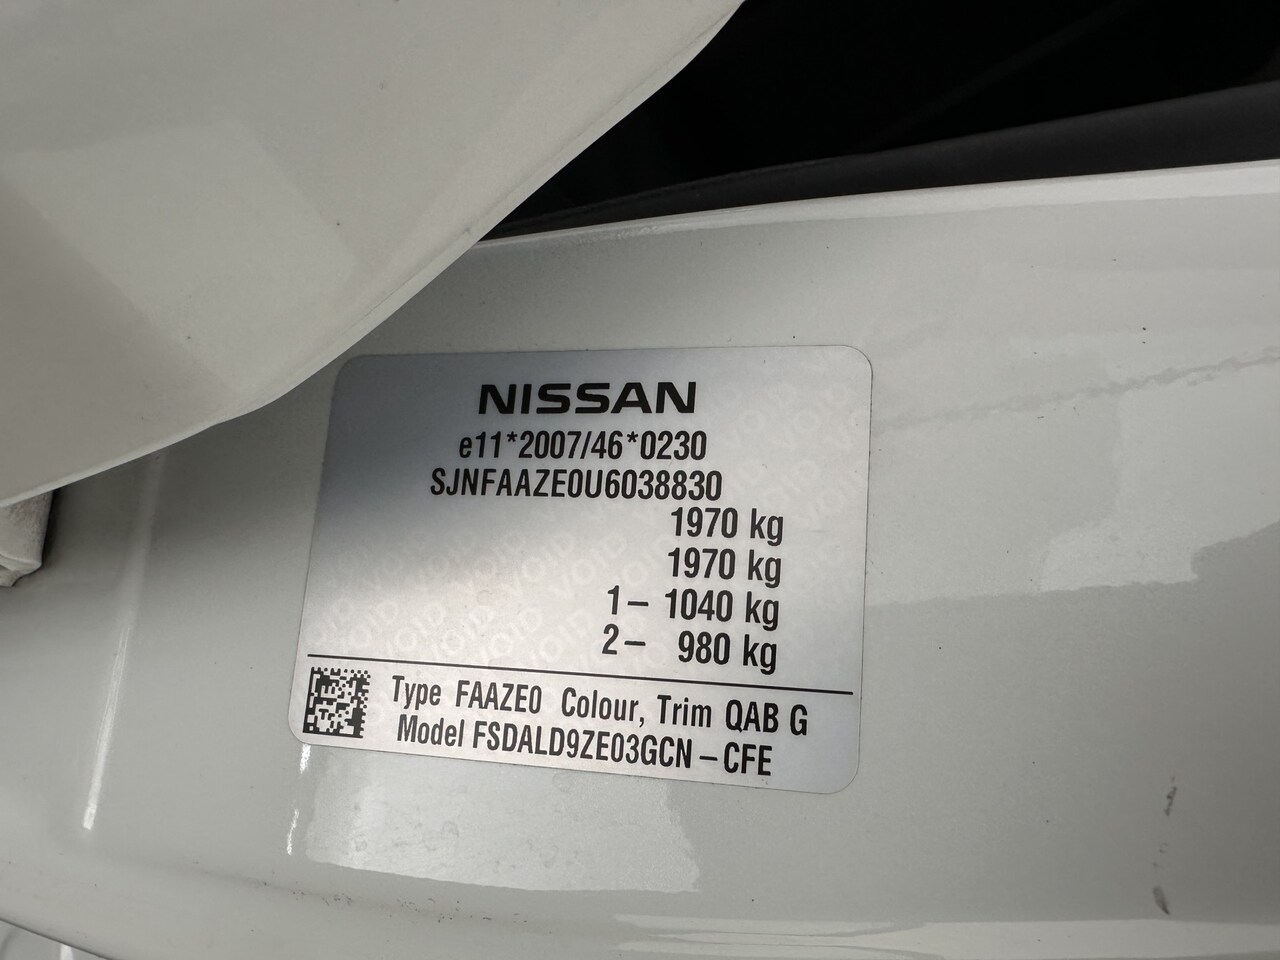 NISSAN
e11*2007/46*0230
SJNFAAZE0U6038830
1970 kg
1970 kg
1– 1040 kg
2– 980 kg
Type FAAZE0 Colour, Trim QAB G
Model FSDALD9ZE03GCN – CFE